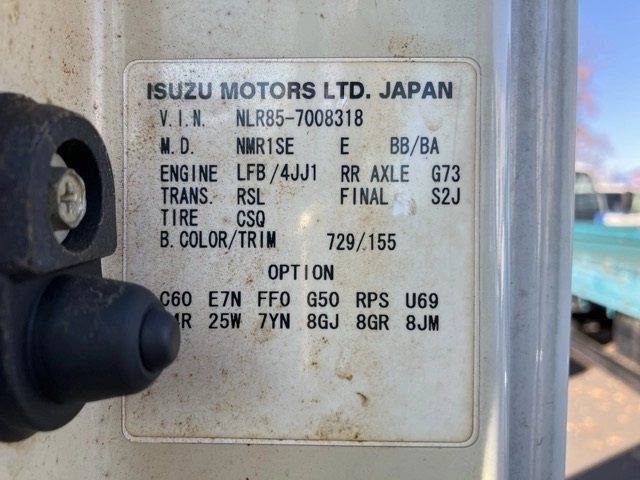 ISUZU MOTORS LTD. JAPAN
V.I.N. NLR85-7008318
M.D. NMR1SE E BB/BA
ENGINE LFB/4JJ1 RR AXLE G73
TRANS. RSL FINAL S2J
TIRE CSQ
B.COLOR/TRIM 729/155
OPTION
C60 E7N FF0 G50 RPS U69
25W 7YN 8GJ 8GR 8JM